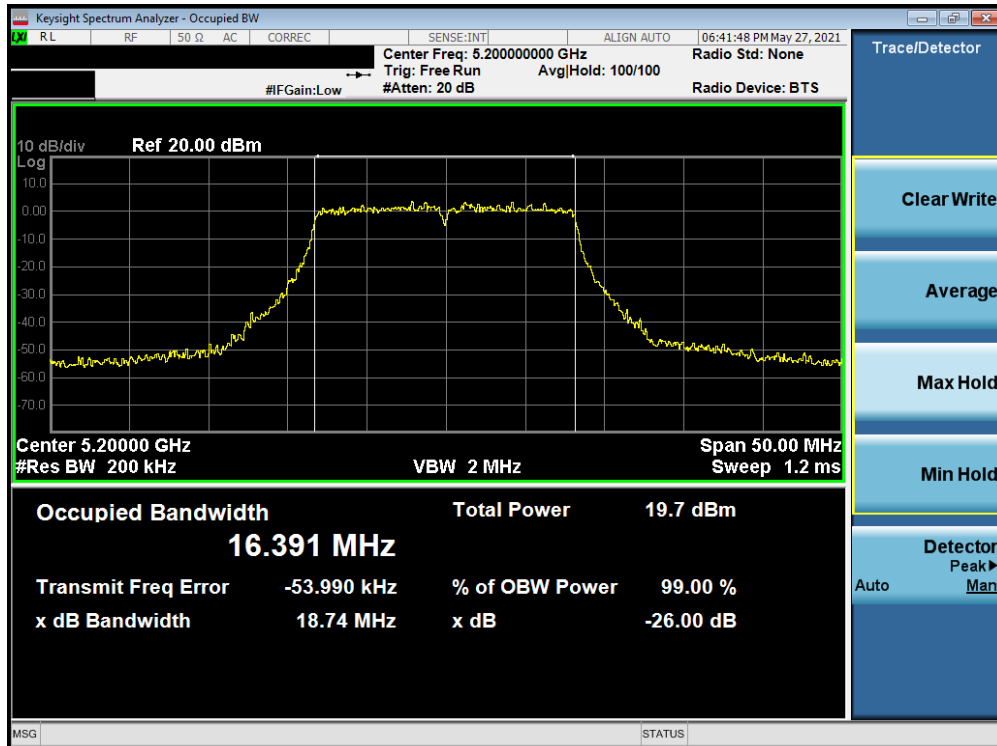 Keysight Spectrum Analyzer - Occupied BW
LXI RL RF 50 Ω AC CORREC SENSE:INT ALIGN AUTO 06:41:48 PM May 27, 2021
Center Freq: 5.200000000 GHz Radio Std: None
Trig: Free Run Avg|Hold: 100/100
#IFGain:Low #Atten: 20 dB Radio Device: BTS
10 dB/div Ref 20.00 dBm
Log
10.0
0.00
-10.0
-20.0
-30.0
-40.0
-50.0
-60.0
-70.0
Center 5.20000 GHz Span 50.00 MHz
#Res BW 200 kHz VBW 2 MHz Sweep 1.2 ms
Occupied Bandwidth Total Power 19.7 dBm
16.391 MHz
Transmit Freq Error -53.990 kHz % of OBW Power 99.00 %
x dB Bandwidth 18.74 MHz x dB -26.00 dB
MSG STATUS
Trace/Detector
Clear Write
Average
Max Hold
Min Hold
Detector
Peak▶
Auto Man